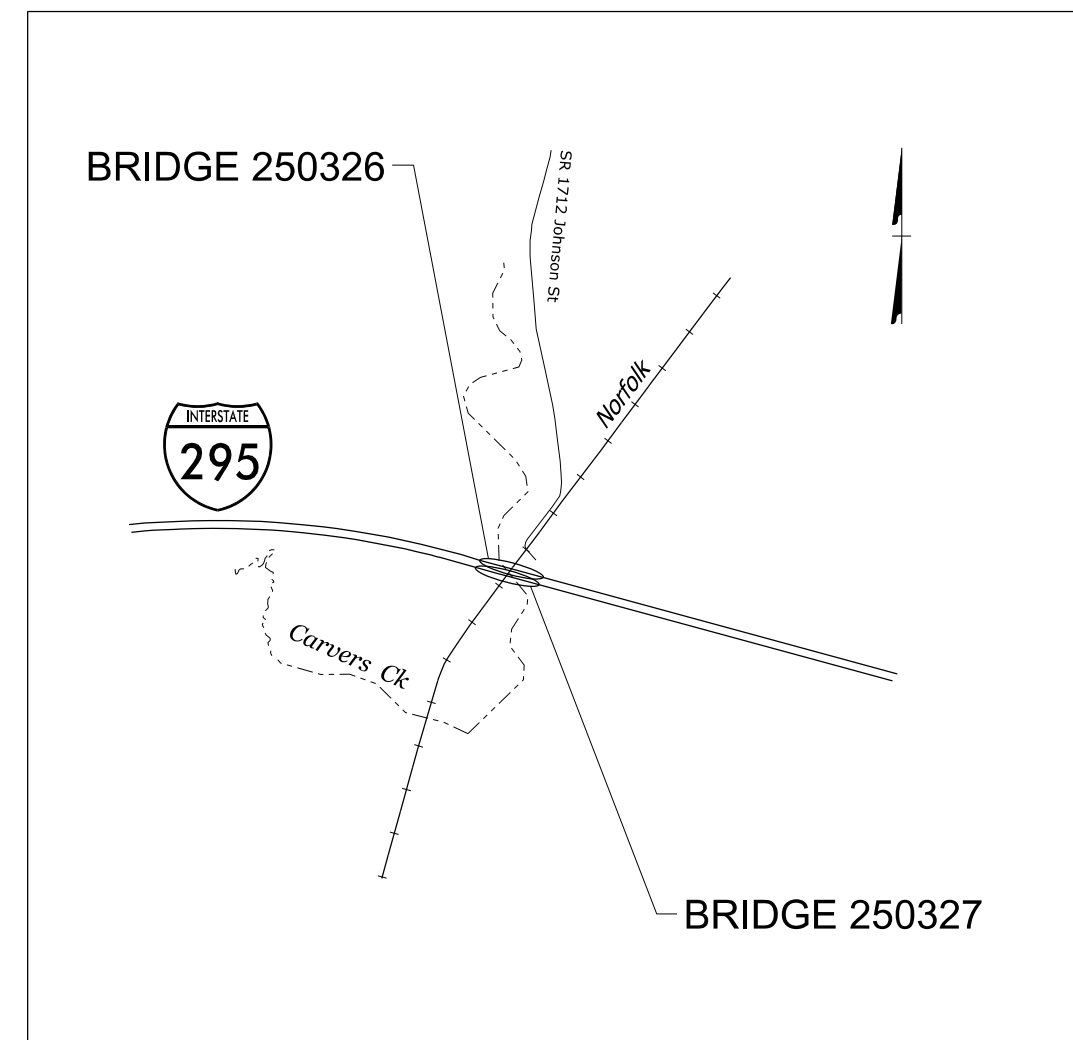 BRIDGE 250326
SR 1712 Johnson St
Norfolk
INTERSTATE
295
Carvers Ck
BRIDGE 250327